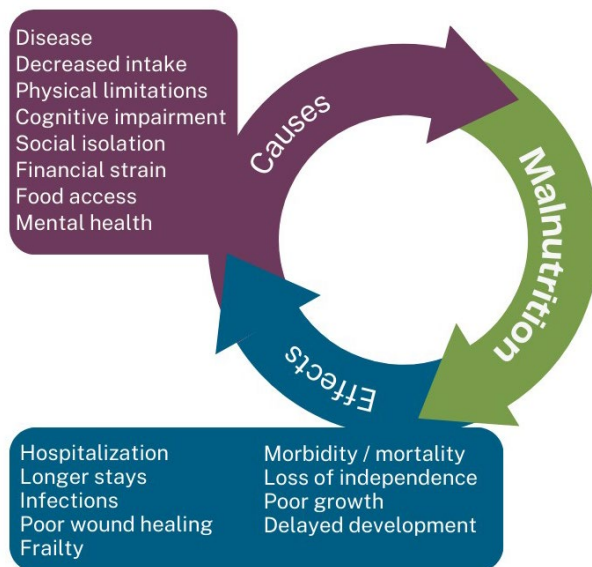 Disease
Decreased intake
Physical limitations
Cognitive impairment
Social isolation
Financial strain
Food access
Mental health
Causes
Malnutrition
Effects
Hospitalization
Longer stays
Infections
Poor wound healing
Frailty
Morbidity / mortality
Loss of independence
Poor growth
Delayed development